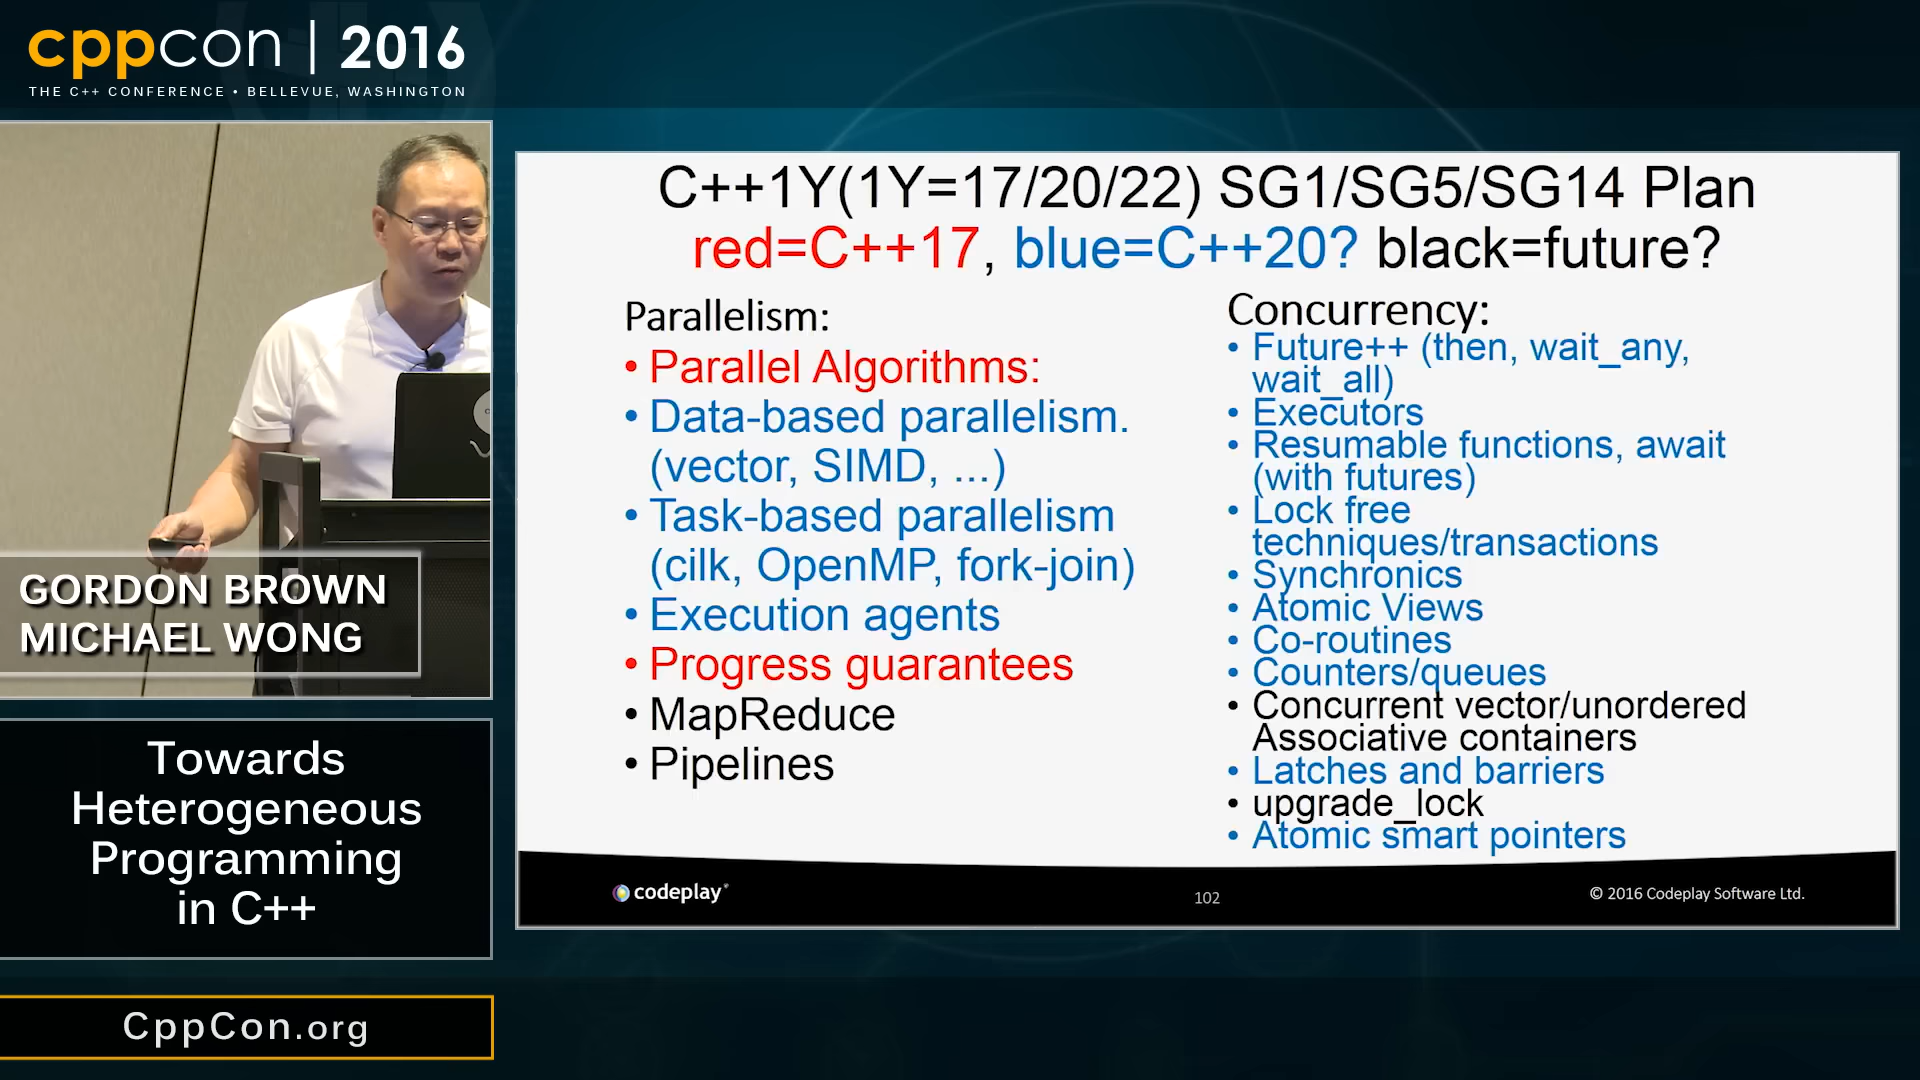 cppcon | 2016
THE C++ CONFERENCE • BELLEVUE, WASHINGTON
GORDON BROWN
MICHAEL WONG
Towards
Heterogeneous
Programming
in C++
CppCon.org
C++1Y(1Y=17/20/22) SG1/SG5/SG14 Plan
red=C++17, blue=C++20? black=future?
Parallelism:
• Parallel Algorithms:
• Data-based parallelism.
(vector, SIMD, ...)
• Task-based parallelism
(cilk, OpenMP, fork-join)
• Execution agents
• Progress guarantees
• MapReduce
• Pipelines
Concurrency:
• Future++ (then, wait_any,
wait_all)
• Executors
• Resumable functions, await
(with futures)
• Lock free
techniques/transactions
• Synchronics
• Atomic Views
• Co-routines
• Counters/queues
• Concurrent vector/unordered
Associative containers
• Latches and barriers
• upgrade_lock
• Atomic smart pointers
codeplay
102
© 2016 Codeplay Software Ltd.